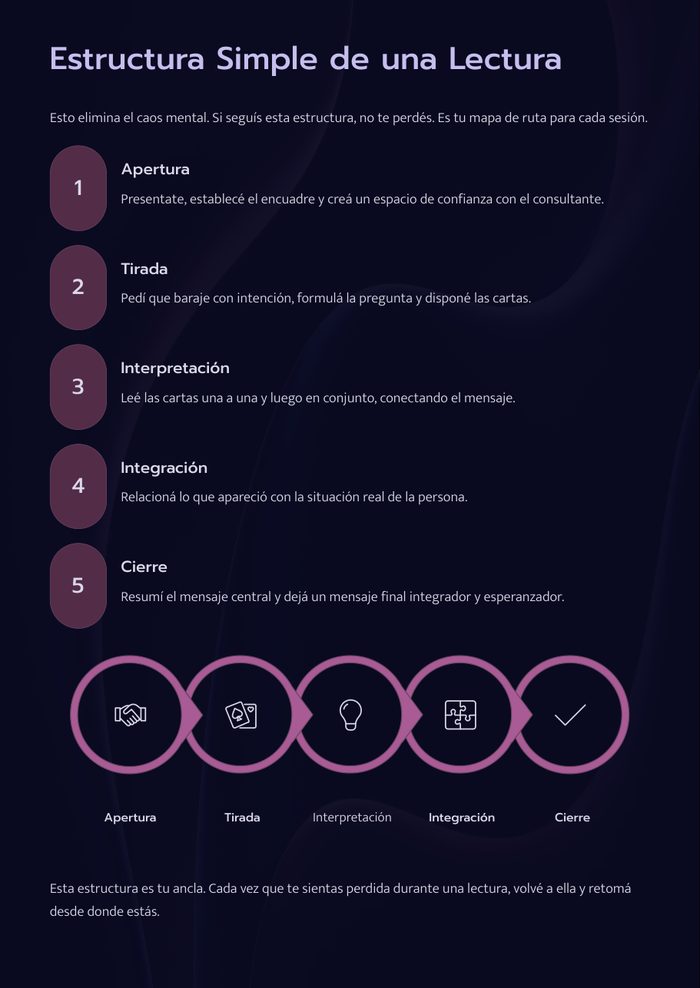 Estructura Simple de una Lectura
Esto elimina el caos mental. Si seguís esta estructura, no te perdés. Es tu mapa de ruta para cada sesión.
1
Apertura
Presentate, establecé el encuadre y creá un espacio de confianza con el consultante.
2
Tirada
Pedí que baraje con intención, formulá la pregunta y disponé las cartas.
3
Interpretación
Leé las cartas una a una y luego en conjunto, conectando el mensaje.
4
Integración
Relacioná lo que apareció con la situación real de la persona.
5
Cierre
Resumí el mensaje central y dejá un mensaje final integrador y esperanzador.
Apertura Tirada Interpretación Integración Cierre
Esta estructura es tu ancla. Cada vez que te sientas perdida durante una lectura, volvé a ella y retomá
desde donde estás.